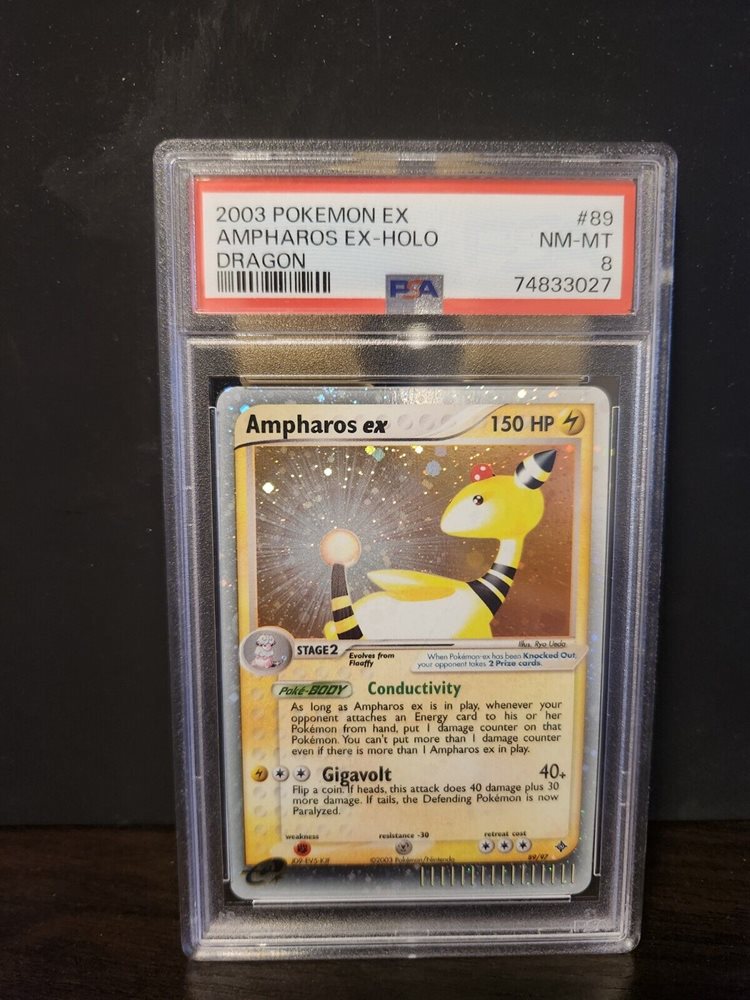 2003 POKEMON EX #89
AMPHAROS EX-HOLO NM-MT
DRAGON 8
PSA 74833027
Ampharos ex 150 HP
Illus. Ryo Ueda
STAGE 2 Evolves from
Flaaffy
When Pokémon-ex has been Knocked Out,
your opponent takes 2 Prize cards.
Poké-BODY Conductivity
As long as Ampharos ex is in play, whenever your
opponent attaches an Energy card to his or her
Pokémon from hand, put 1 damage counter on that
Pokémon. You can't put more than 1 damage counter
even if there is more than 1 Ampharos ex in play.
Gigavolt 40+
Flip a coin. If heads, this attack does 40 damage plus 30
more damage. If tails, the Defending Pokémon is now
Paralyzed.
weakness resistance -30 retreat cost
©2003 Pokémon/Nintendo 89/97